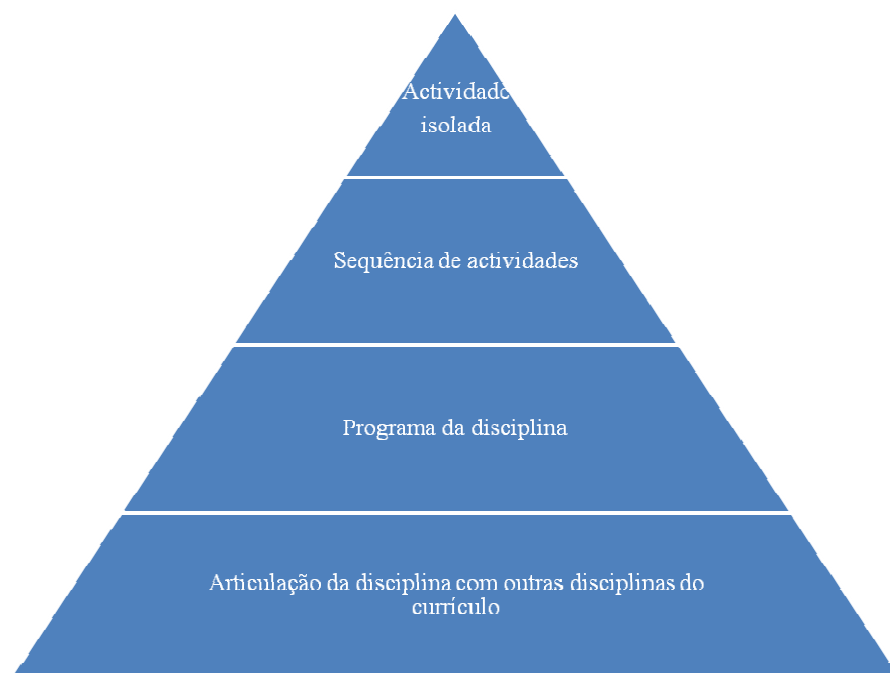 Actividade
isolada
Sequência de actividades
Programa da disciplina
Articulação da disciplina com outras disciplinas do
currículo